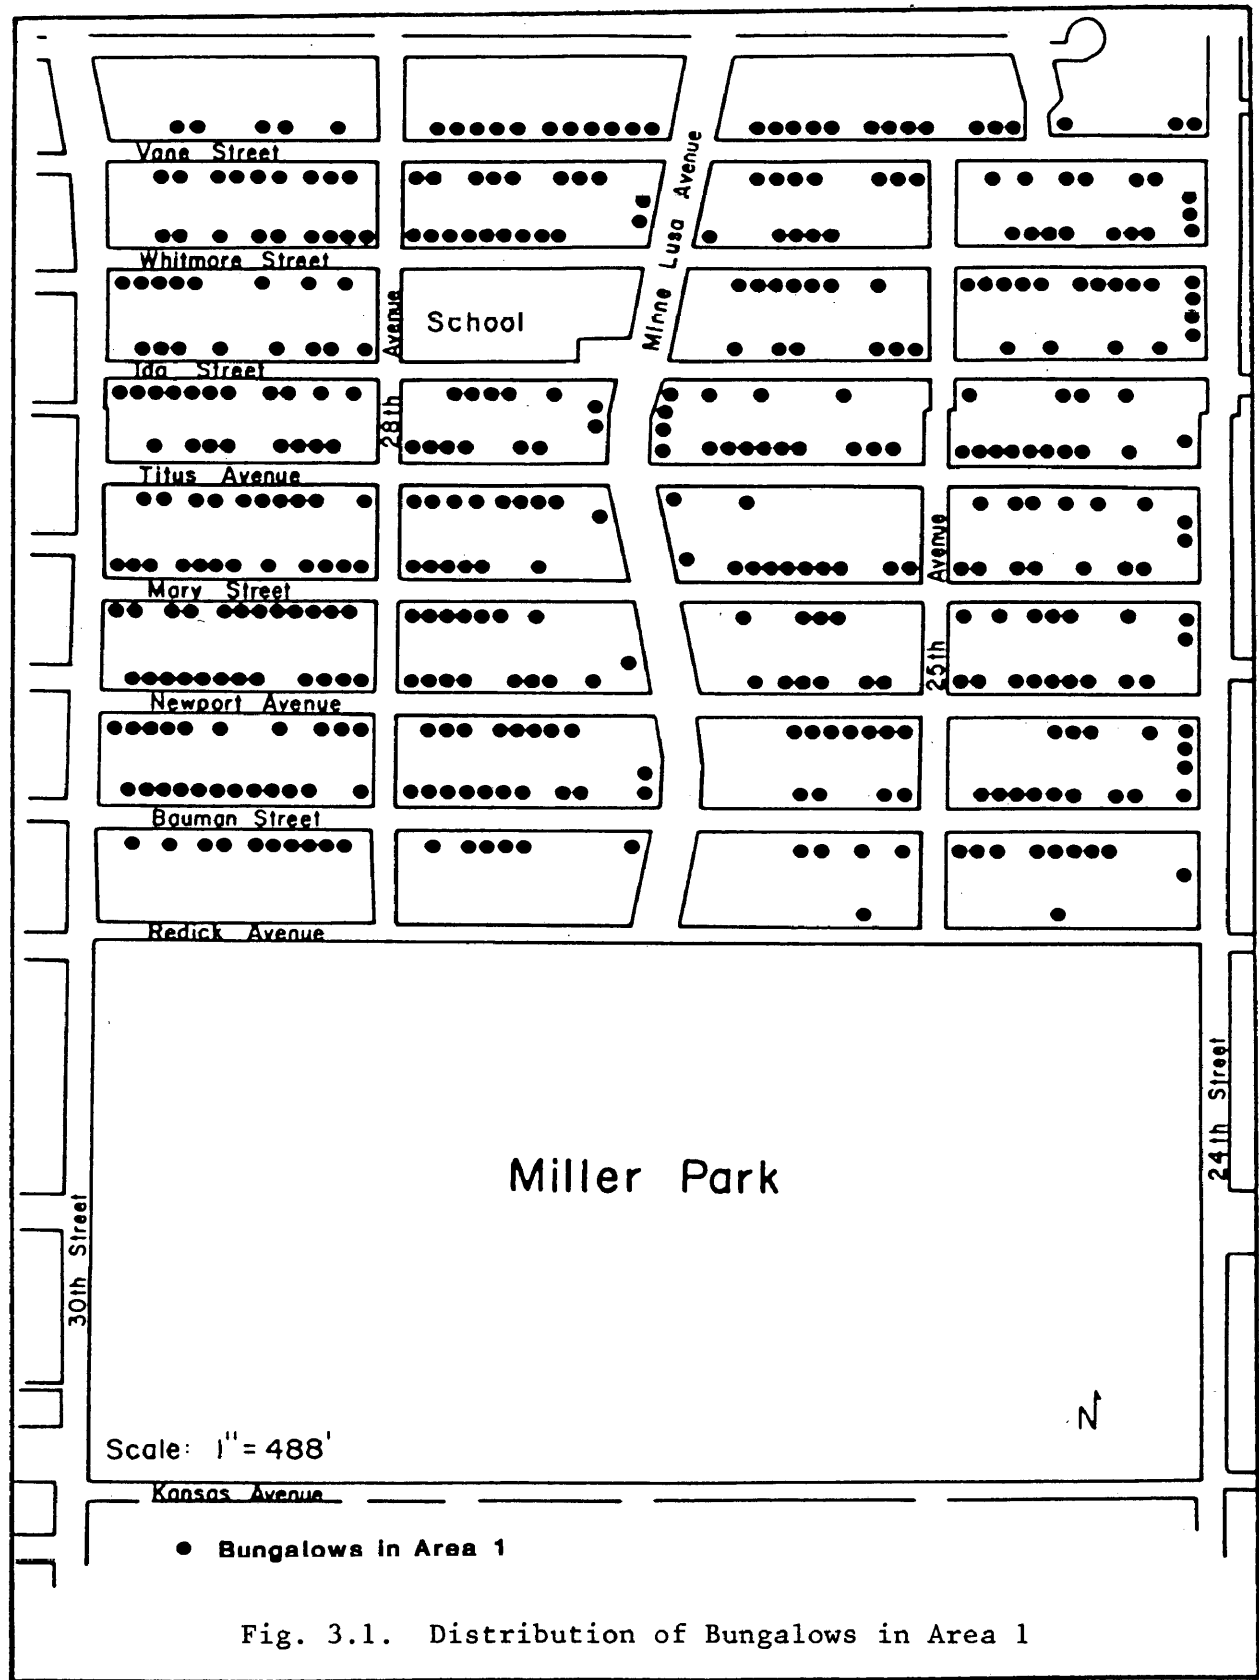 Vane Street
Minne Lusa Avenue
Whitmore Street
28th Avenue
School
Ida Street
Titus Avenue
25th Avenue
Mary Street
Newport Avenue
Bauman Street
Redick Avenue
24th Street
Miller Park
30th Street
N
Scale: 1" = 488'
Kansas Avenue
Bungalows in Area 1
Fig. 3.1. Distribution of Bungalows in Area 1